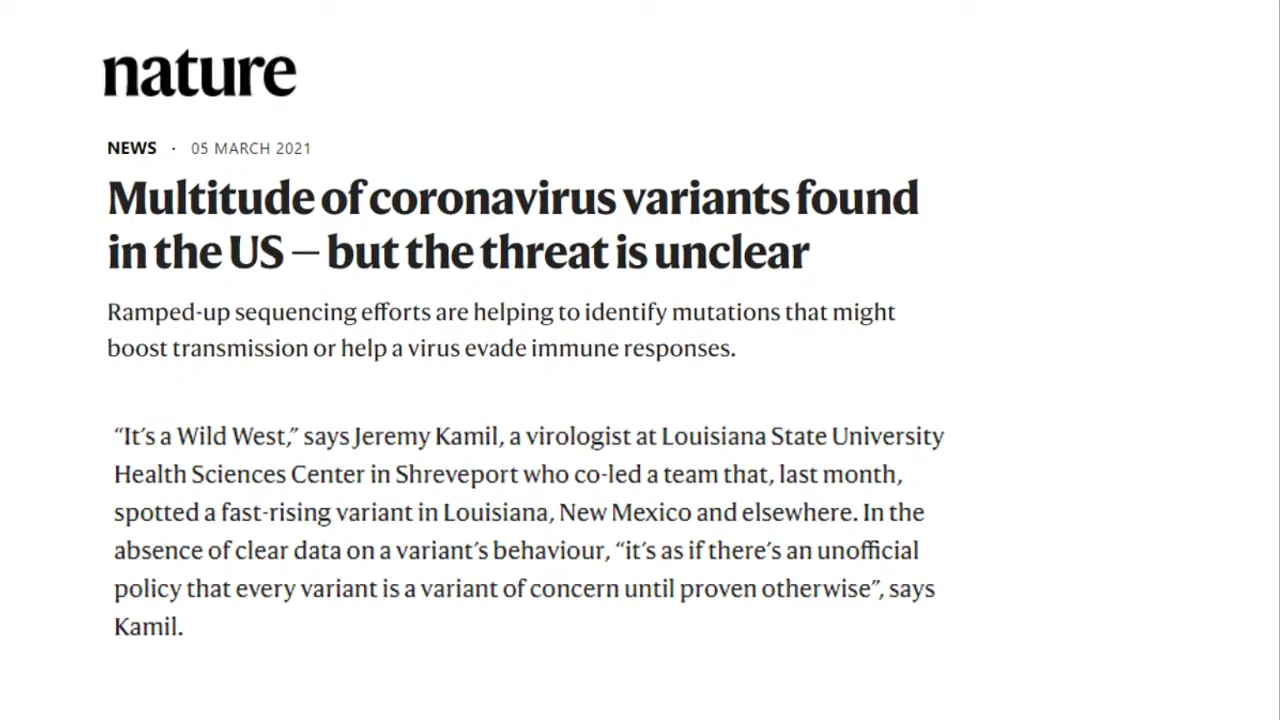 nature
NEWS · 05 MARCH 2021
Multitude of coronavirus variants found
in the US — but the threat is unclear
Ramped-up sequencing efforts are helping to identify mutations that might
boost transmission or help a virus evade immune responses.
“It’s a Wild West,” says Jeremy Kamil, a virologist at Louisiana State University
Health Sciences Center in Shreveport who co-led a team that, last month,
spotted a fast-rising variant in Louisiana, New Mexico and elsewhere. In the
absence of clear data on a variant’s behaviour, “it’s as if there’s an unofficial
policy that every variant is a variant of concern until proven otherwise”, says
Kamil.